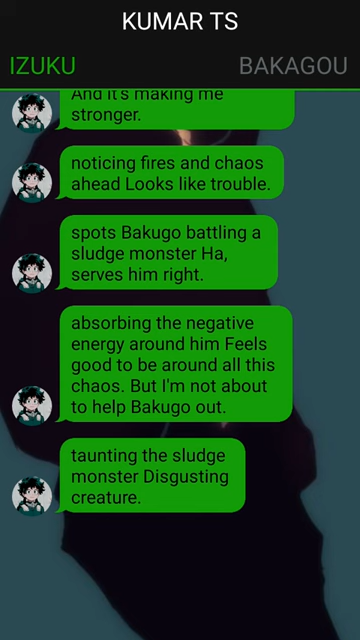 KUMAR TS
IZUKU
BAKAGOU
And it's making me
stronger.
noticing fires and chaos
ahead Looks like trouble.
spots Bakugo battling a
sludge monster Ha,
serves him right.
absorbing the negative
energy around him Feels
good to be around all this
chaos. But I'm not about
to help Bakugo out.
taunting the sludge
monster Disgusting
creature.